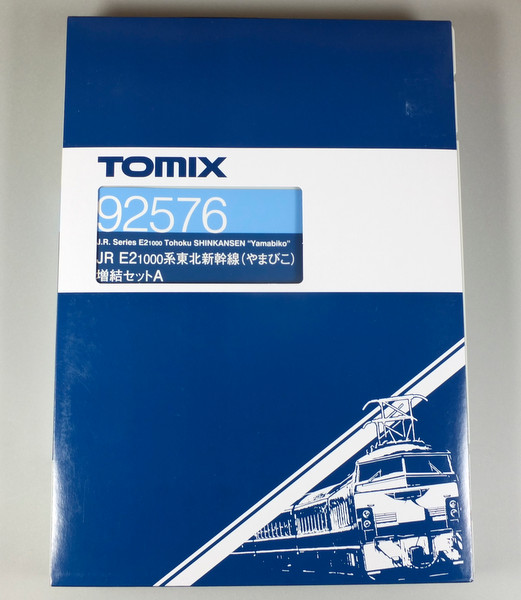 TOMIX
92576
J.R. Series E21000 Tohoku SHINKANSEN "Yamabiko"
JR E21000系東北新幹線(やまびこ)
増結セットA